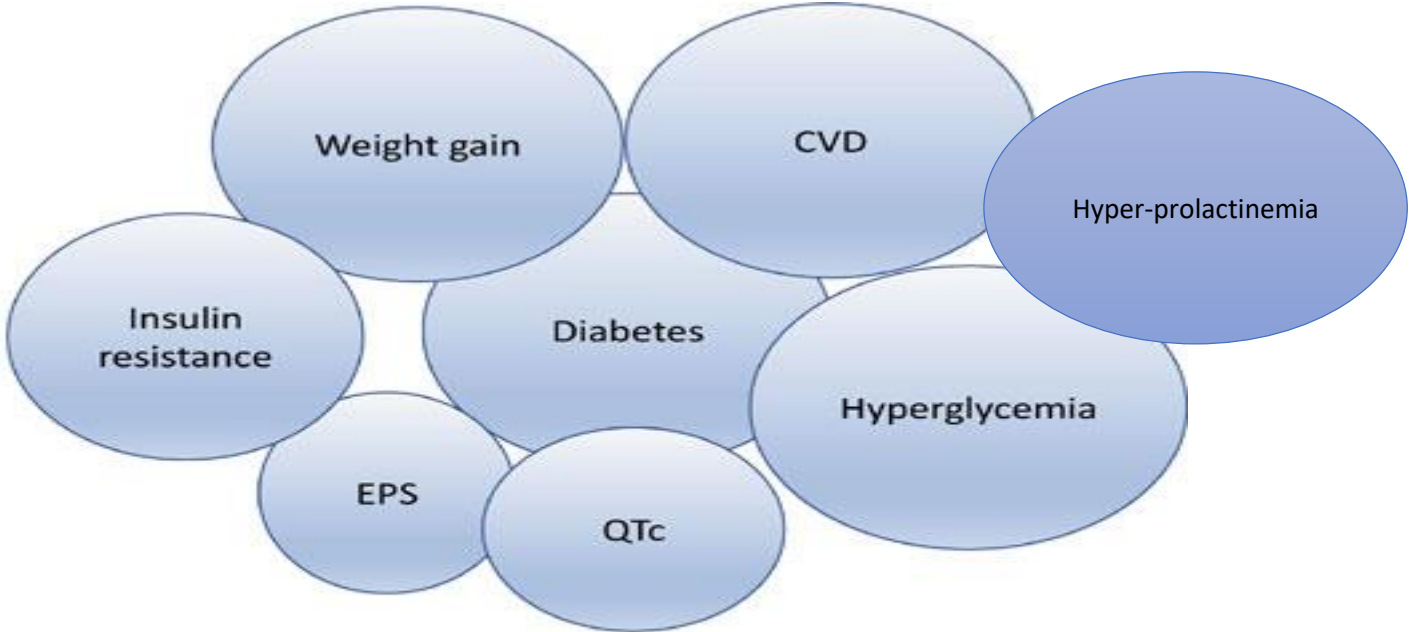 Weight gain
CVD
Hyper-prolactinemia
Insulin
resistance
Diabetes
Hyperglycemia
EPS
QTc